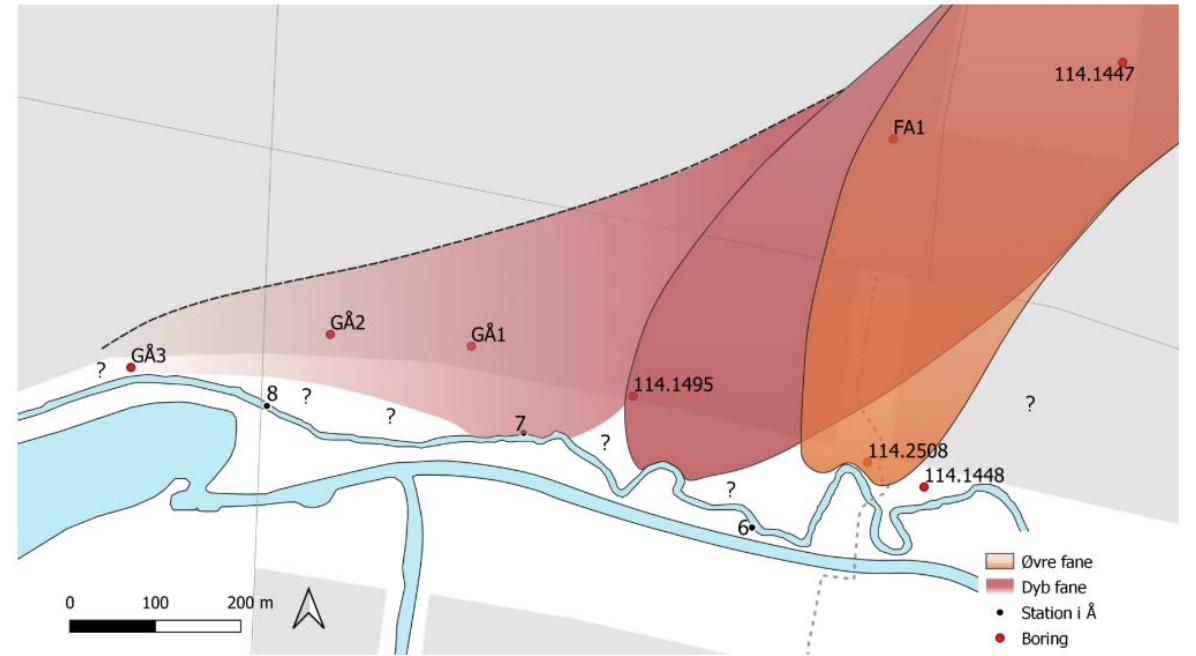 114.1447
FA1
GÅ2
GÅ1
GÅ3
?
8
?
?
114.1495
7
?
?
6
114.2508
114.1448
?
Øvre fane
Dyb fane
Station i Å
Boring
0 100 200 m